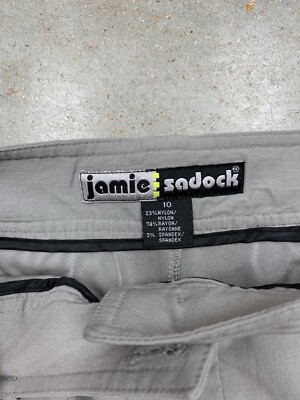 jamie sadock®
10
23% NYLON/
NYLON
74% RAYON/
RAYONNE
3% SPANDEX/
SPANDEX